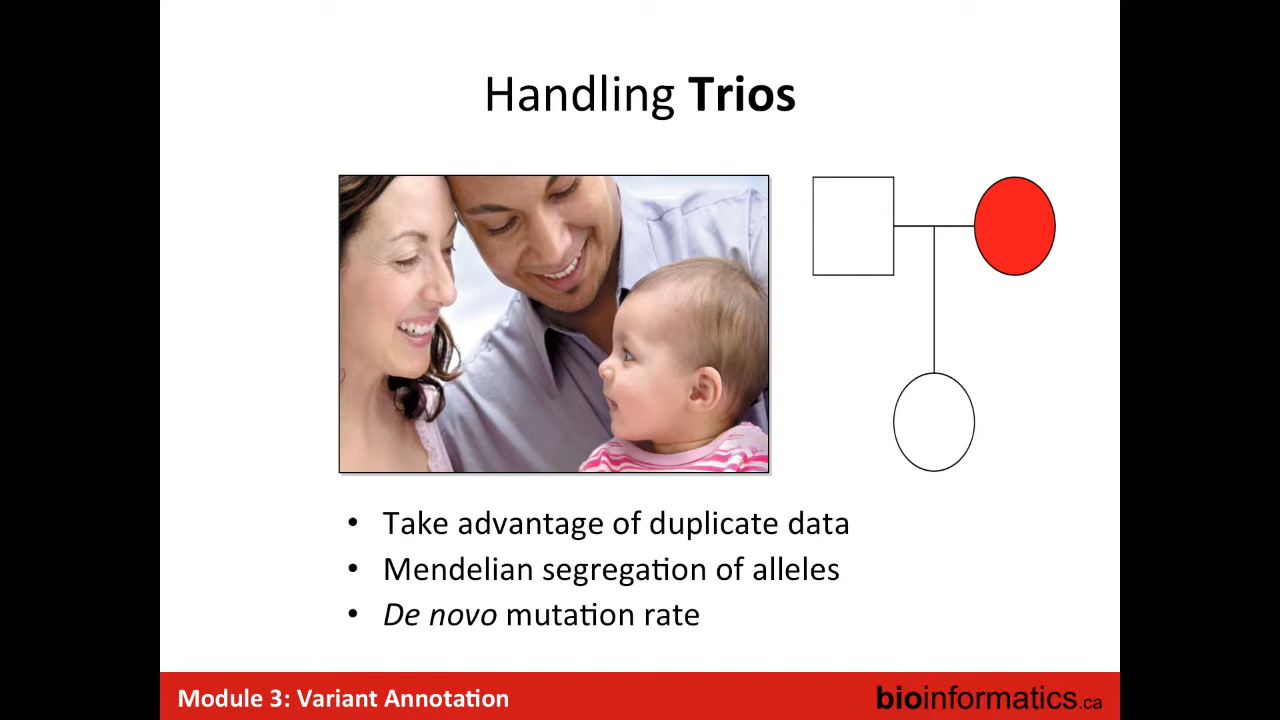 Handling Trios
• Take advantage of duplicate data
• Mendelian segregation of alleles
• De novo mutation rate
Module 3: Variant Annotation
bioinformatics.ca